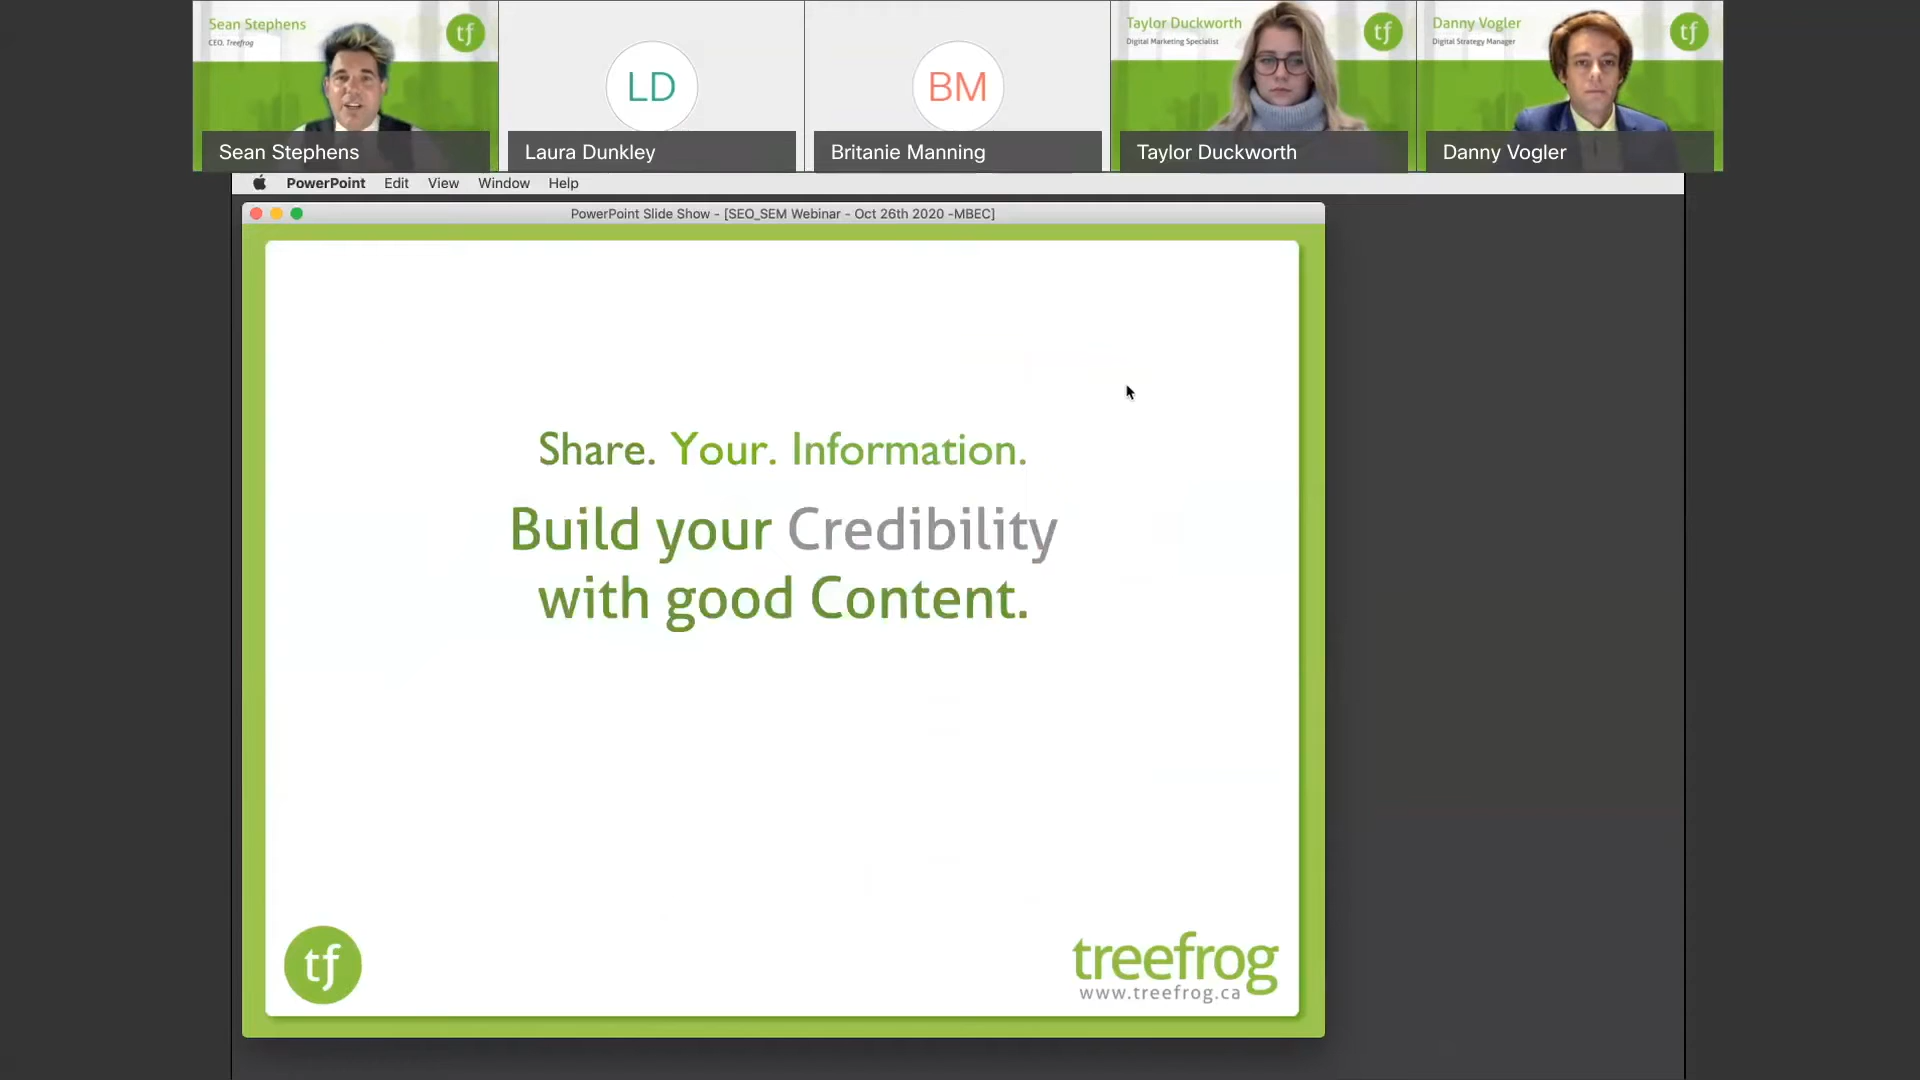 Sean Stephens
CEO, Treefrog
tf
Sean Stephens
LD
Laura Dunkley
BM
Britanie Manning
Taylor Duckworth
Digital Marketing Specialist
tf
Taylor Duckworth
Danny Vogler
Digital Strategy Manager
tf
Danny Vogler
PowerPoint Edit View Window Help
PowerPoint Slide Show - [SEO_SEM Webinar - Oct 26th 2020 -MBEC]
Share. Your. Information.
Build your Credibility
with good Content.
tf
treefrog
www.treefrog.ca